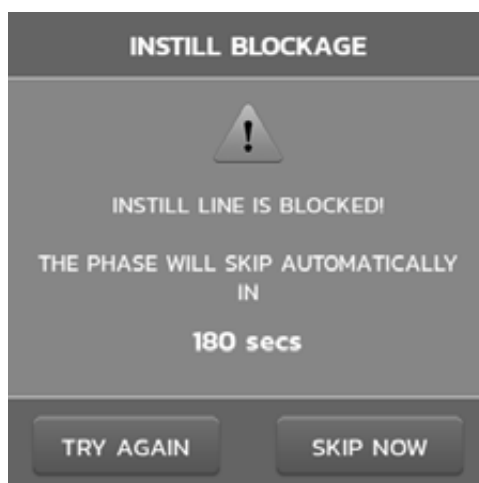 INSTILL BLOCKAGE
!
INSTILL LINE IS BLOCKED!
THE PHASE WILL SKIP AUTOMATICALLY
IN
180 secs
TRY AGAIN
SKIP NOW